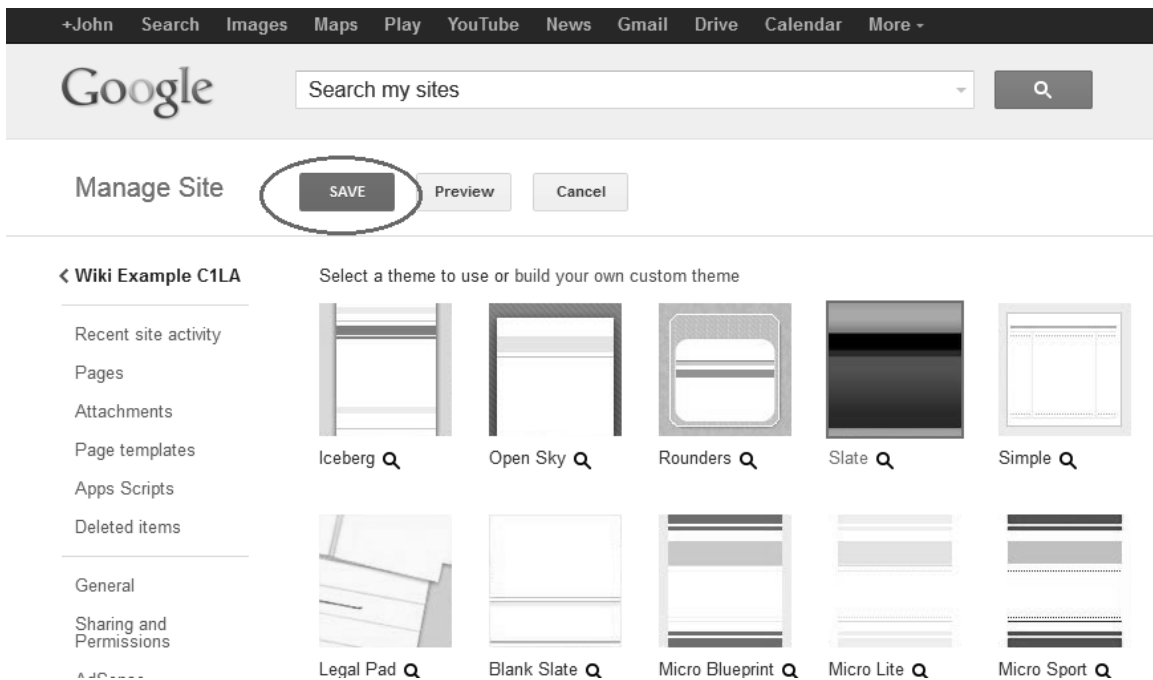 +John Search Images Maps Play YouTube News Gmail Drive Calendar More
Google
Search my sites
Manage Site
SAVE Preview Cancel
Wiki Example C1LA
Select a theme to use or build your own custom theme
Recent site activity
Pages
Attachments
Page templates
Apps Scripts
Deleted items
General
Sharing and
Permissions
AdSense
Iceberg Open Sky Rounders Slate Simple
Legal Pad Blank Slate Micro Blueprint Micro Lite Micro Sport